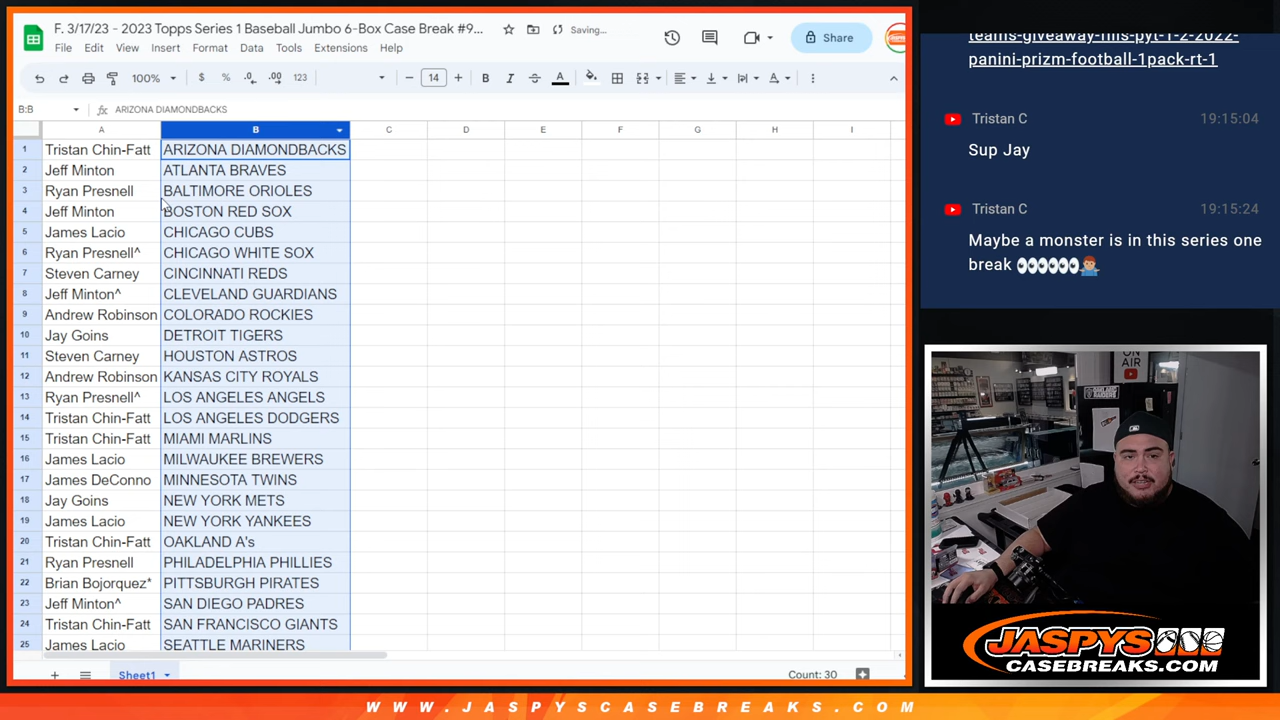 F. 3/17/23 - 2023 Topps Series 1 Baseball Jumbo 6-Box Case Break #9...
Saving...
File Edit View Insert Format Data Tools Extensions Help
Share
100% $ % .0 .00 123 14 B I S A
B:B fx ARIZONA DIAMONDBACKS
A B C D E F G H I
1 Tristan Chin-Fatt ARIZONA DIAMONDBACKS
2 Jeff Minton ATLANTA BRAVES
3 Ryan Presnell BALTIMORE ORIOLES
4 Jeff Minton BOSTON RED SOX
5 James Lacio CHICAGO CUBS
6 Ryan Presnell^ CHICAGO WHITE SOX
7 Steven Carney CINCINNATI REDS
8 Jeff Minton^ CLEVELAND GUARDIANS
9 Andrew Robinson COLORADO ROCKIES
10 Jay Goins DETROIT TIGERS
11 Steven Carney HOUSTON ASTROS
12 Andrew Robinson KANSAS CITY ROYALS
13 Ryan Presnell^ LOS ANGELES ANGELS
14 Tristan Chin-Fatt LOS ANGELES DODGERS
15 Tristan Chin-Fatt MIAMI MARLINS
16 James Lacio MILWAUKEE BREWERS
17 James DeConno MINNESOTA TWINS
18 Jay Goins NEW YORK METS
19 James Lacio NEW YORK YANKEES
20 Tristan Chin-Fatt OAKLAND A's
21 Ryan Presnell PHILADELPHIA PHILLIES
22 Brian Bojorquez* PITTSBURGH PIRATES
23 Jeff Minton^ SAN DIEGO PADRES
24 Tristan Chin-Fatt SAN FRANCISCO GIANTS
25 James Lacio SEATTLE MARINERS
Sheet1
Count: 30
teams-giveaway-mls-pyt-1-2-2022-
panini-prizm-football-1pack-rt-1
Tristan C 19:15:04
Sup Jay
Tristan C 19:15:24
Maybe a monster is in this series one
break 👀👀👀👀👀👀🤷🏽‍♂️
ON
AIR
JASPYS
CASEBREAKS.COM
WWW.JASPYSCASEBREAKS.COM